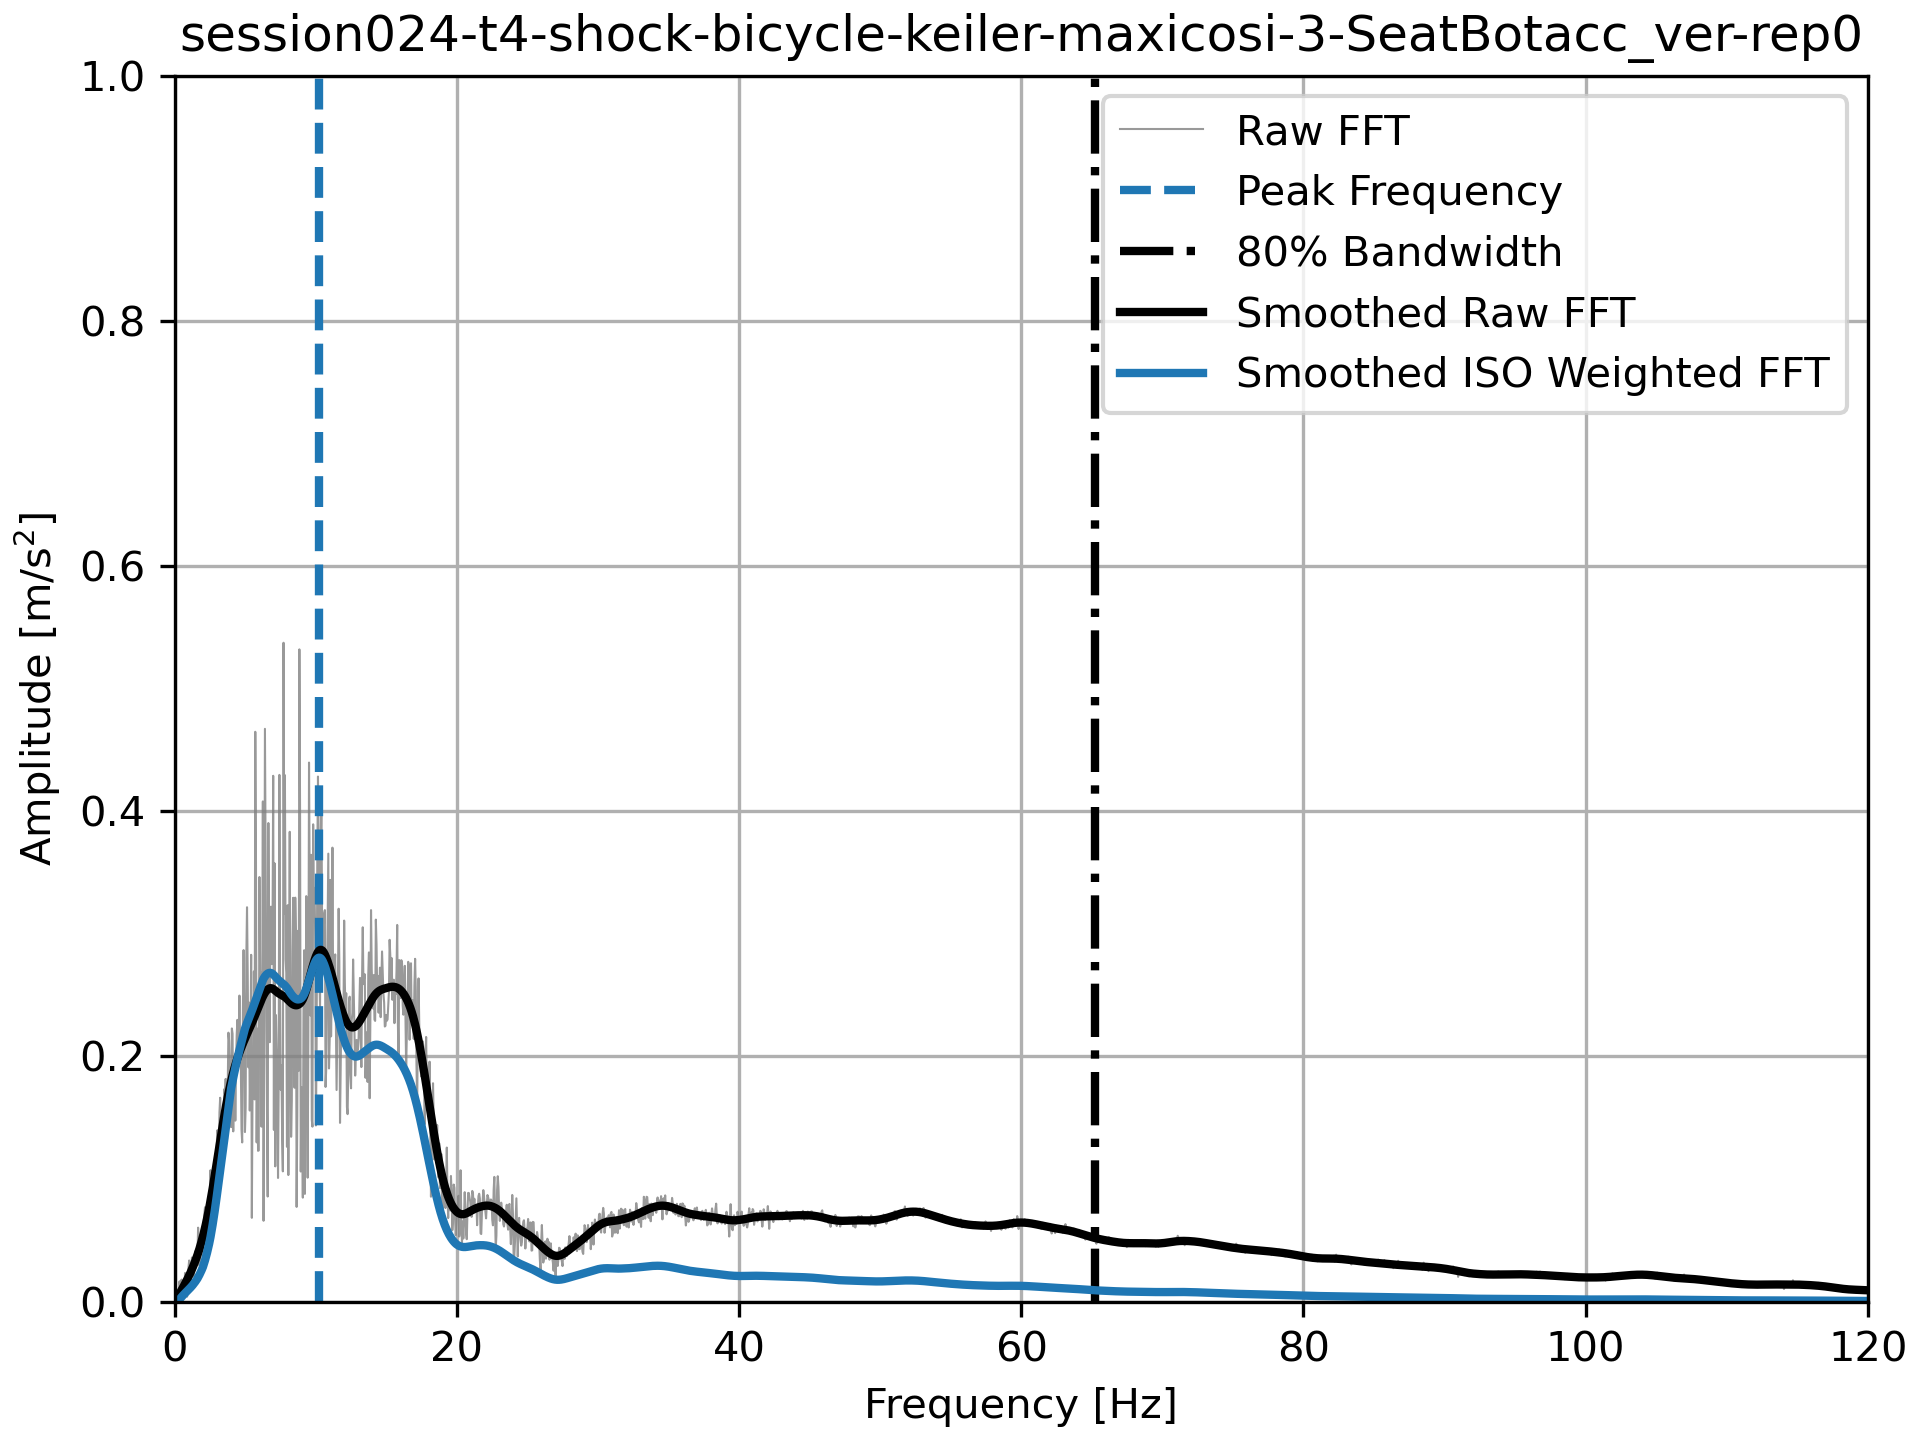 session024-t4-shock-bicycle-keiler-maxicosi-3-SeatBotacc_ver-rep0
1.0
0.8
0.6
0.4
0.2
0.0
Amplitude [m/s²]
Raw FFT
Peak Frequency
80% Bandwidth
Smoothed Raw FFT
Smoothed ISO Weighted FFT
0 20 40 60 80 100 120
Frequency [Hz]